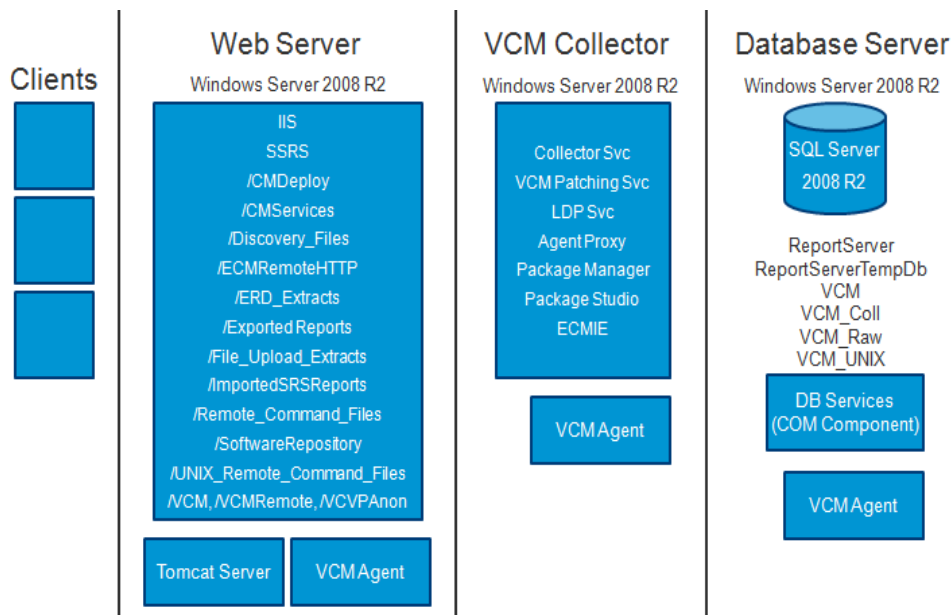 Clients
Web Server
Windows Server 2008 R2
IIS
SSRS
/CMDeploy
/CMServices
/Discovery_Files
/ECMRemoteHTTP
/ERD_Extracts
/Exported Reports
/File_Upload_Extracts
/ImportedSRSReports
/Remote_Command_Files
/SoftwareRepository
/UNIX_Remote_Command_Files
/VCM, /VCMRemote, /VCVPAnon
Tomcat Server
VCM Agent
VCM Collector
Windows Server 2008 R2
Collector Svc
VCM Patching Svc
LDP Svc
Agent Proxy
Package Manager
Package Studio
ECMIE
VCM Agent
Database Server
Windows Server 2008 R2
SQL Server
2008 R2
ReportServer
ReportServerTempDb
VCM
VCM_Coll
VCM_Raw
VCM_UNIX
DB Services
(COM Component)
VCM Agent